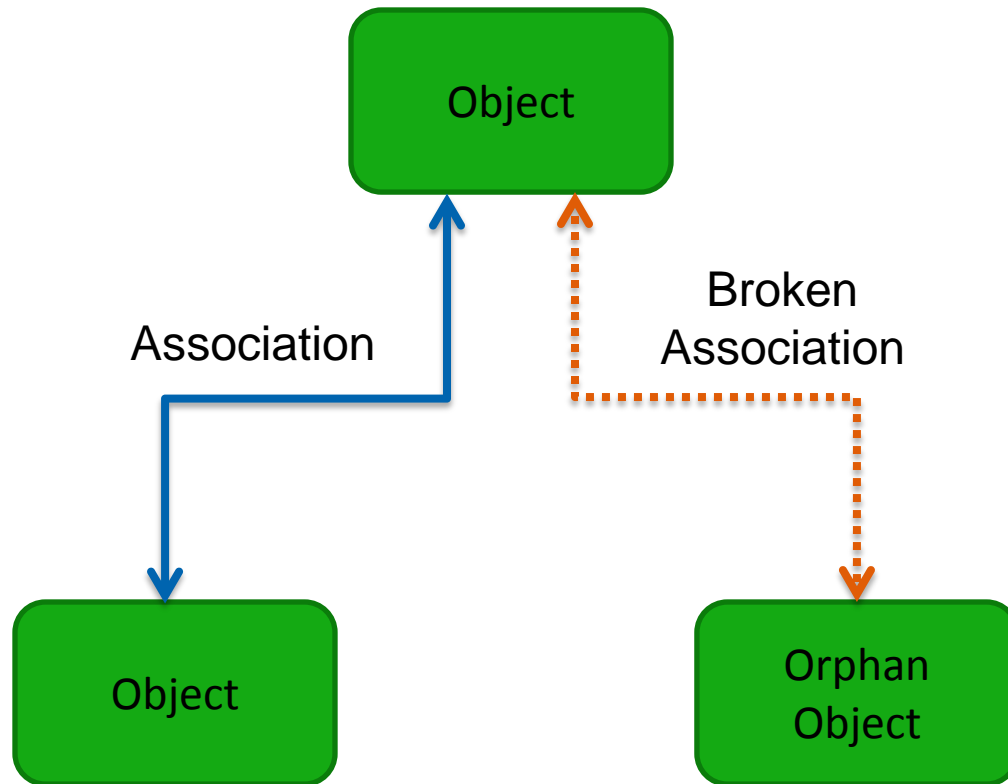 Object
Association
Broken
Association
Object
Orphan
Object